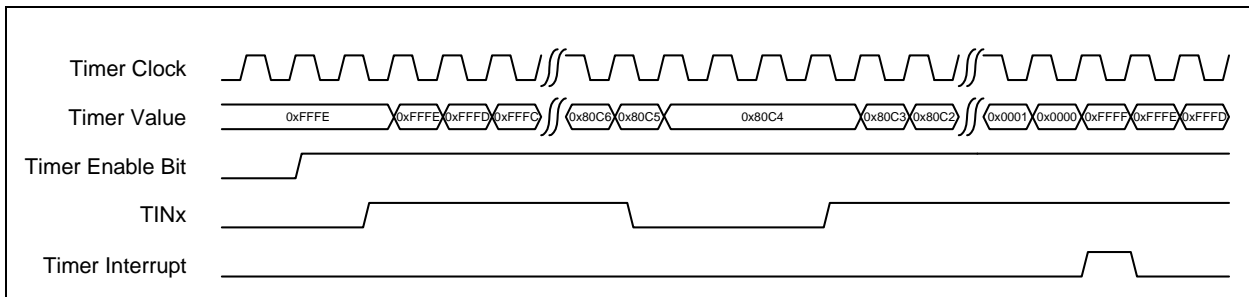 Timer Clock
Timer Value 0xFFFE 0xFFFE 0xFFFD 0xFFFC 0x80C6 0x80C5 0x80C4 0x80C3 0x80C2 0x0001 0x0000 0xFFFF 0xFFFE 0xFFFD
Timer Enable Bit
TINx
Timer Interrupt